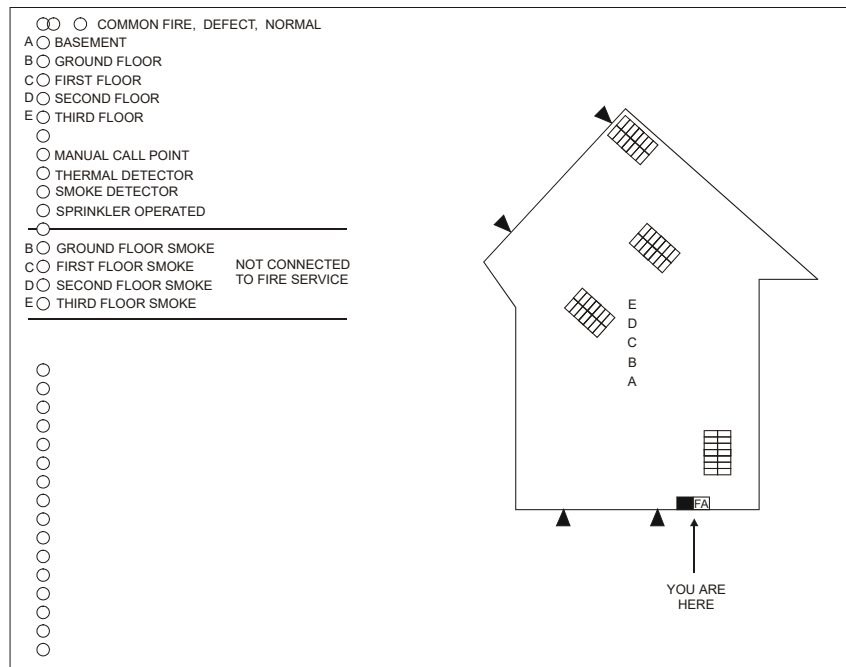 COMMON FIRE, DEFECT, NORMAL
A BASEMENT
B GROUND FLOOR
C FIRST FLOOR
D SECOND FLOOR
E THIRD FLOOR
MANUAL CALL POINT
THERMAL DETECTOR
SMOKE DETECTOR
SPRINKLER OPERATED
B GROUND FLOOR SMOKE
C FIRST FLOOR SMOKE
D SECOND FLOOR SMOKE
E THIRD FLOOR SMOKE
NOT CONNECTED
TO FIRE SERVICE
E
D
C
B
A
FA
YOU ARE
HERE